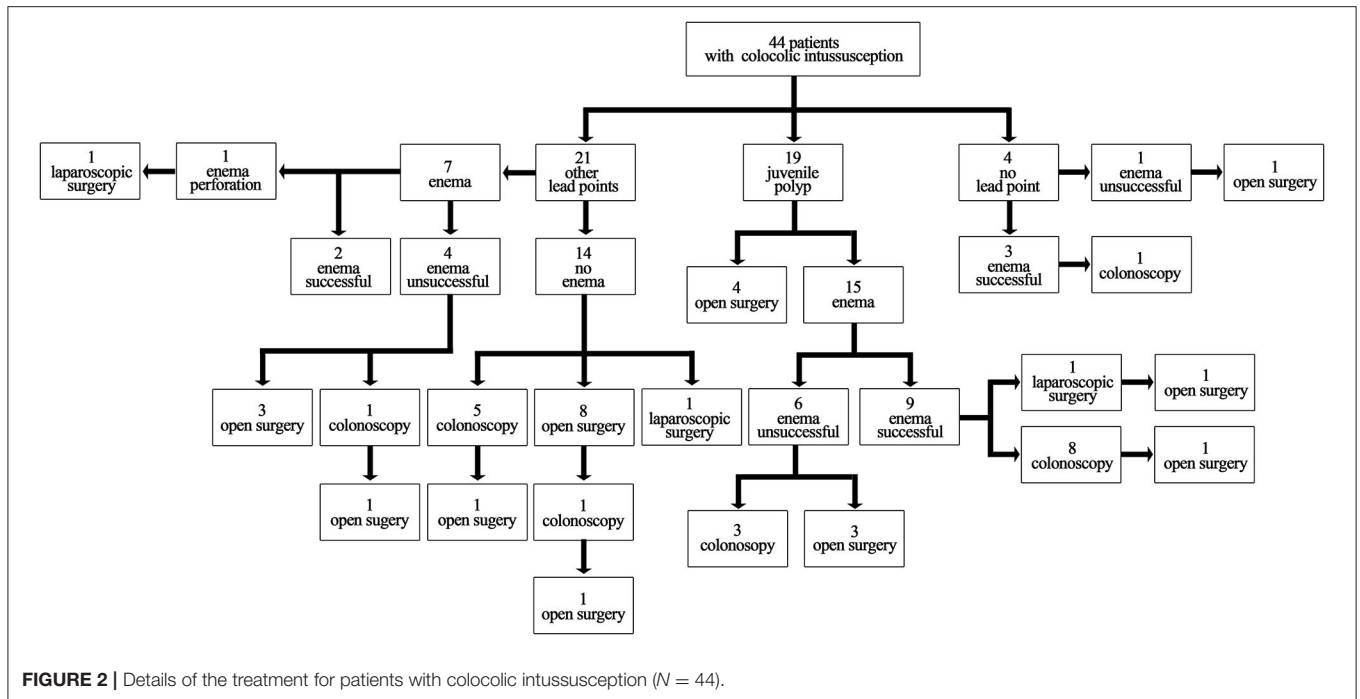 44 patients
with colocolic intussusception
1
laparoscopic
surgery
1
enema
perforation
7
enema
21
other
lead points
19
juvenile
polyp
4
no
lead point
1
enema
unsuccessful
1
open surgery
2
enema
successful
4
enema
unsuccessful
14
no
enema
4
open surgery
15
enema
3
enema
successful
1
colonoscopy
3
open surgery
1
colonoscopy
5
colonoscopy
8
open surgery
1
laparoscopic
surgery
6
enema
unsuccessful
9
enema
successful
1
laparoscopic
surgery
1
open surgery
8
colonoscopy
1
open surgery
1
open sugery
1
open sugery
1
colonoscopy
3
colonosopy
3
open surgery
1
open surgery
FIGURE 2 | Details of the treatment for patients with colocolic intussusception (N = 44).